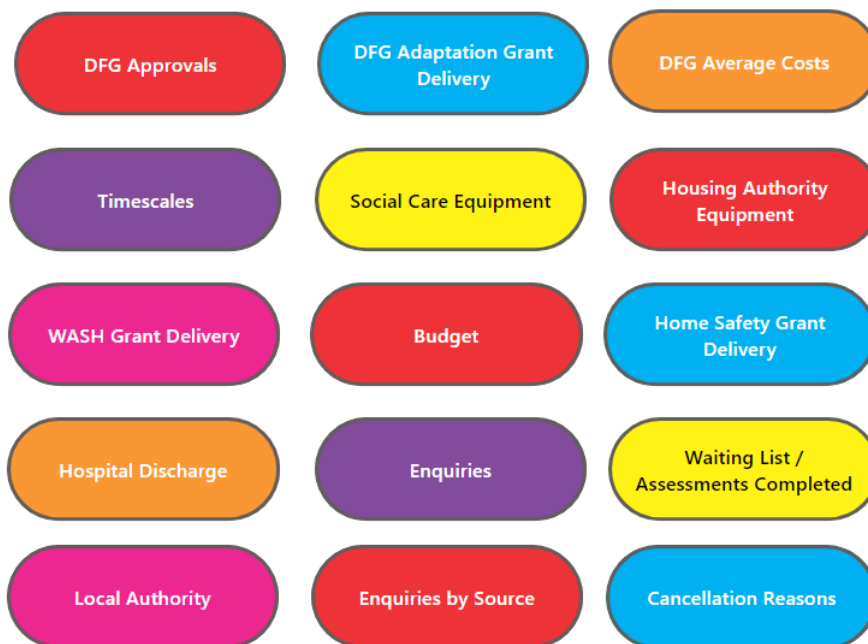 DFG Approvals
DFG Adaptation Grant
Delivery
DFG Average Costs
Timescales
Social Care Equipment
Housing Authority
Equipment
WASH Grant Delivery
Budget
Home Safety Grant
Delivery
Hospital Discharge
Enquiries
Waiting List /
Assessments Completed
Local Authority
Enquiries by Source
Cancellation Reasons